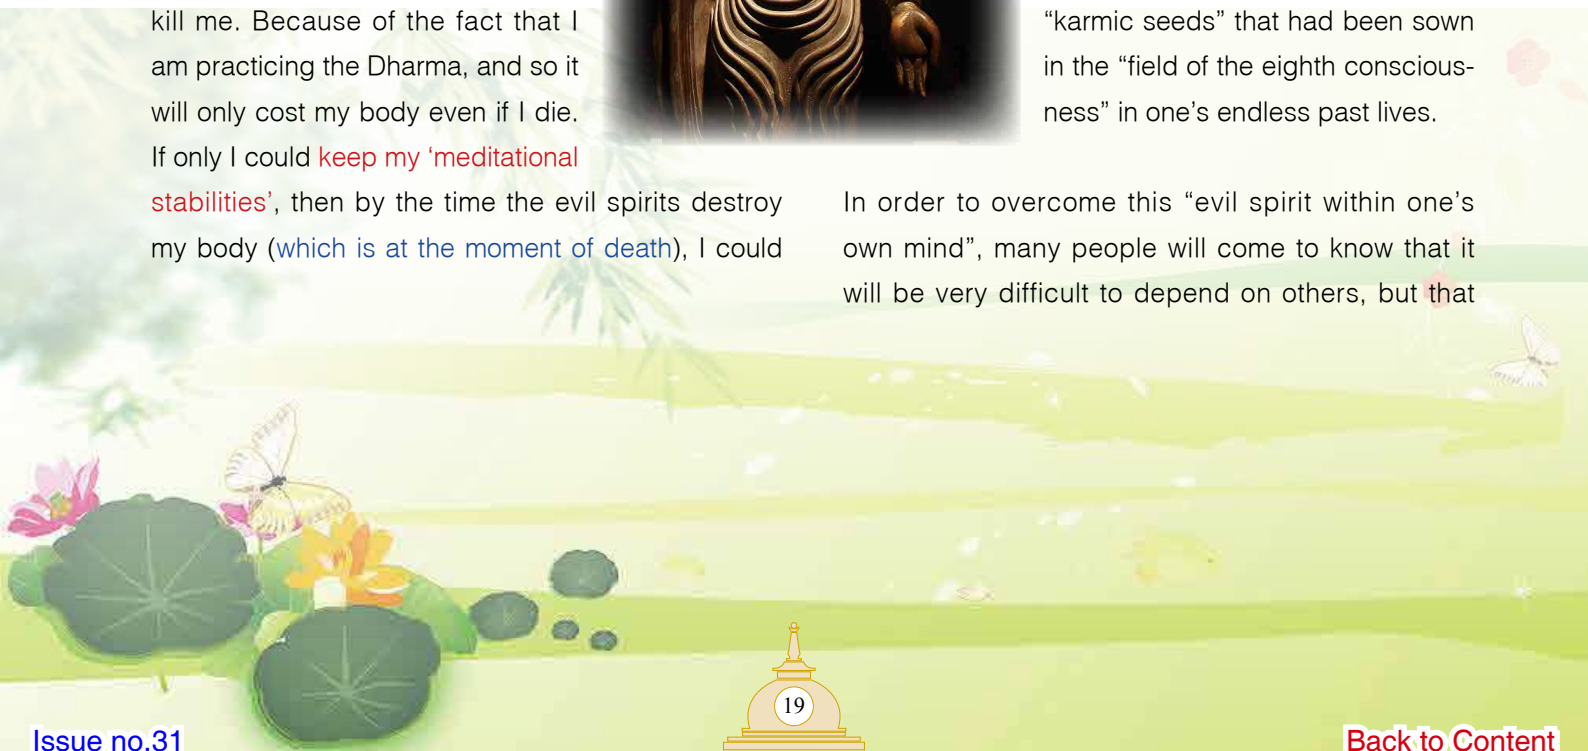 kill me. Because of the fact that I
am practicing the Dharma, and so it
will only cost my body even if I die.
If only I could keep my ‘meditational
stabilities’, then by the time the evil spirits destroy
my body (which is at the moment of death), I could
“karmic seeds” that had been sown
in the “field of the eighth conscious-
ness” in one’s endless past lives.
In order to overcome this “evil spirit within one’s
own mind”, many people will come to know that it
will be very difficult to depend on others, but that
19
Issue no.31
Back to Content